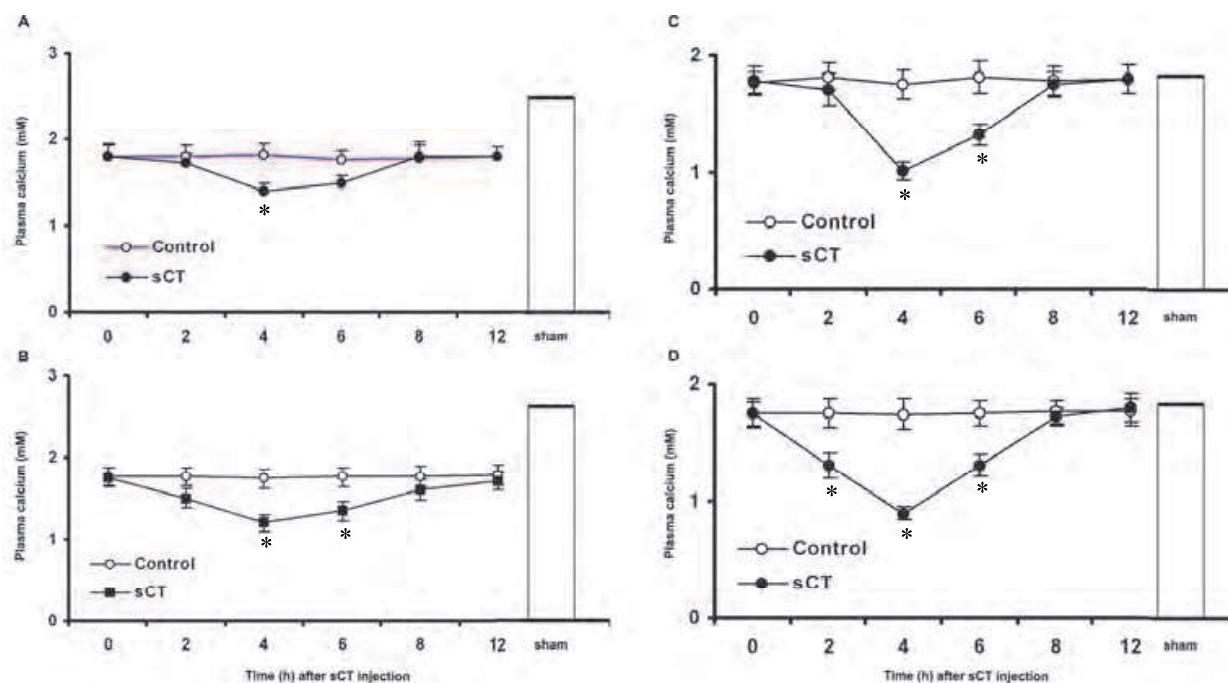 A
Plasma calcium (mM)
3
2
1
0
Control
sCT
*
0 2 4 6 8 12 sham
B
Plasma calcium (mM)
3
2
1
0
Control
sCT
* *
0 2 4 6 8 12 sham
Time (h) after sCT injection
C
Plasma calcium (mM)
2
1
0
Control
sCT
* *
0 2 4 6 8 12 sham
D
Plasma calcium (mM)
2
1
0
Control
sCT
* * *
0 2 4 6 8 12 sham
Time (h) after sCT injection